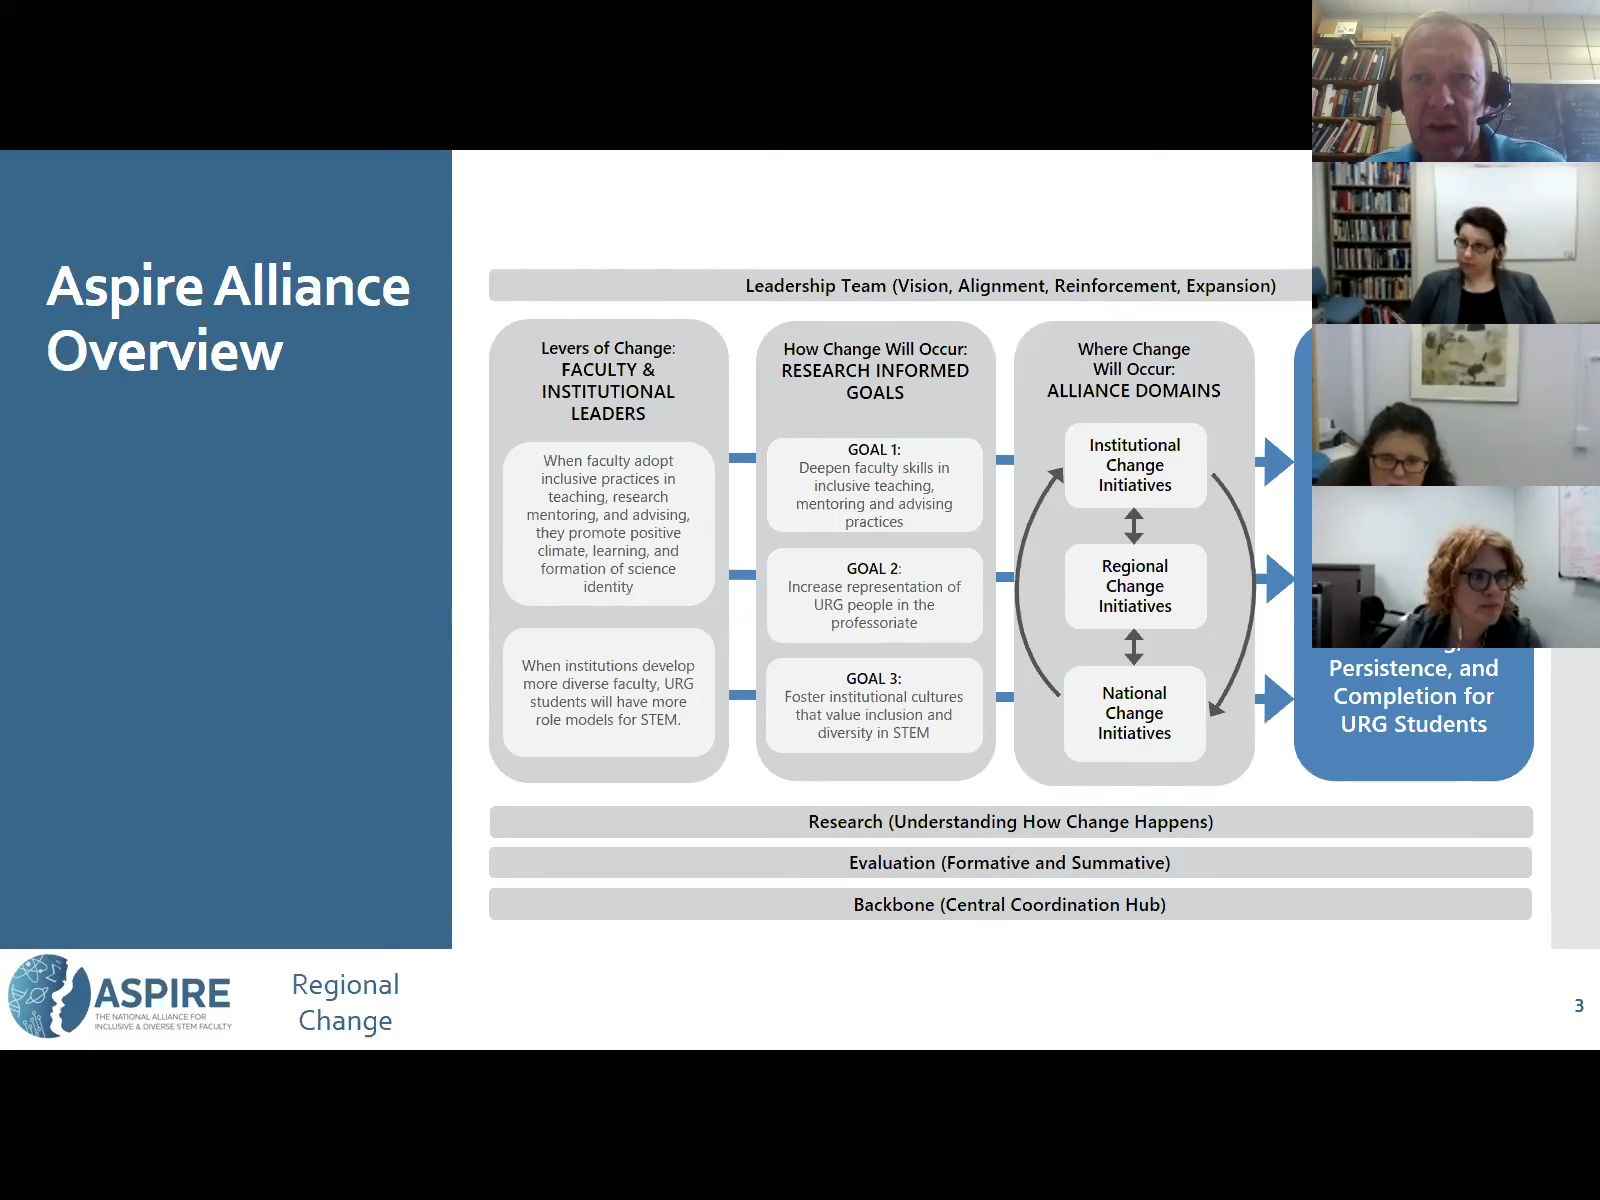 Aspire Alliance
Overview
Leadership Team (Vision, Alignment, Reinforcement, Expansion)
Levers of Change:
FACULTY &
INSTITUTIONAL
LEADERS
When faculty adopt
inclusive practices in
teaching, research
mentoring, and advising,
they promote positive
climate, learning, and
formation of science
identity
When institutions develop
more diverse faculty, URG
students will have more
role models for STEM.
How Change Will Occur:
RESEARCH INFORMED
GOALS
GOAL 1:
Deepen faculty skills in
inclusive teaching,
mentoring and advising
practices
GOAL 2:
Increase representation of
URG people in the
professoriate
GOAL 3:
Foster institutional cultures
that value inclusion and
diversity in STEM
Where Change
Will Occur:
ALLIANCE DOMAINS
Institutional
Change
Initiatives
Regional
Change
Initiatives
National
Change
Initiatives
Persistence, and
Completion for
URG Students
Research (Understanding How Change Happens)
Evaluation (Formative and Summative)
Backbone (Central Coordination Hub)
ASPIRE
THE NATIONAL ALLIANCE FOR
INCLUSIVE & DIVERSE STEM FACULTY
Regional
Change
3